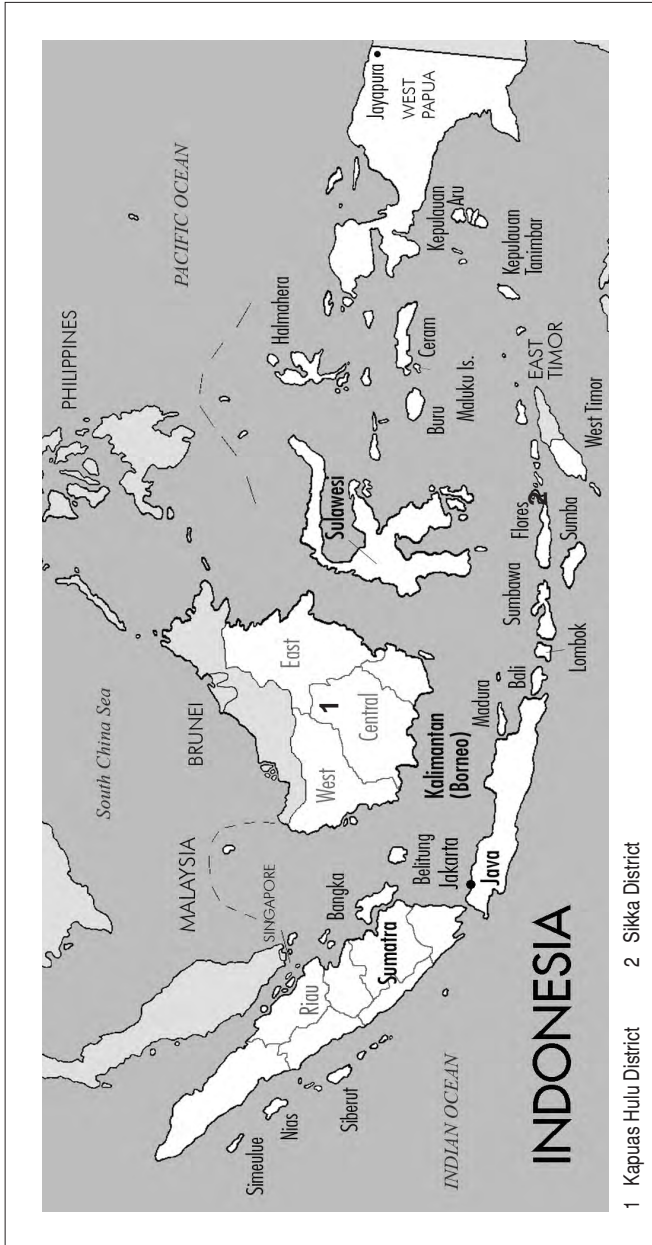 PHILIPPINES
PACIFIC OCEAN
South China Sea
MALAYSIA
BRUNEI
SINGAPORE
Halmahera
Jayapura
WEST
PAPUA
Simeulue
Nias
Siberut
Riau
Sumatra
Bangka
Belitung
Jakarta
Java
West
East
1
Central
Kalimantan
(Borneo)
Sulawesi
Buru
Ceram
Maluku Is.
Kepulauan
Aru
Kepulauan
Tanimbar
Madura
Bali
Lombok
Sumbawa
Flores
2
Sumba
EAST
TIMOR
West Timor
INDIAN OCEAN
INDONESIA
1 Kapuas Hulu District 2 Sikka District